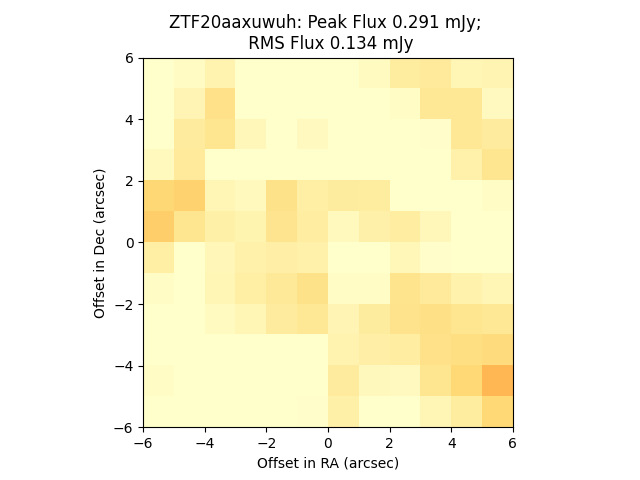 ZTF20aaxuwuh: Peak Flux 0.291 mJy;
RMS Flux 0.134 mJy
6
4
2
0
−2
−4
−6
Offset in Dec (arcsec)
−6 −4 −2 0 2 4 6
Offset in RA (arcsec)